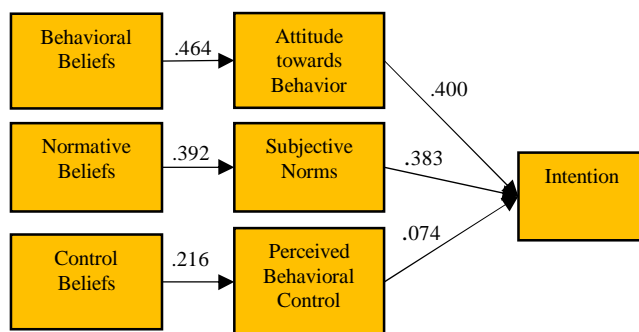 Behavioral
Beliefs
.464
Attitude
towards
Behavior
.400
Normative
Beliefs
.392
Subjective
Norms
.383
Intention
Control
Beliefs
.216
Perceived
Behavioral
Control
.074